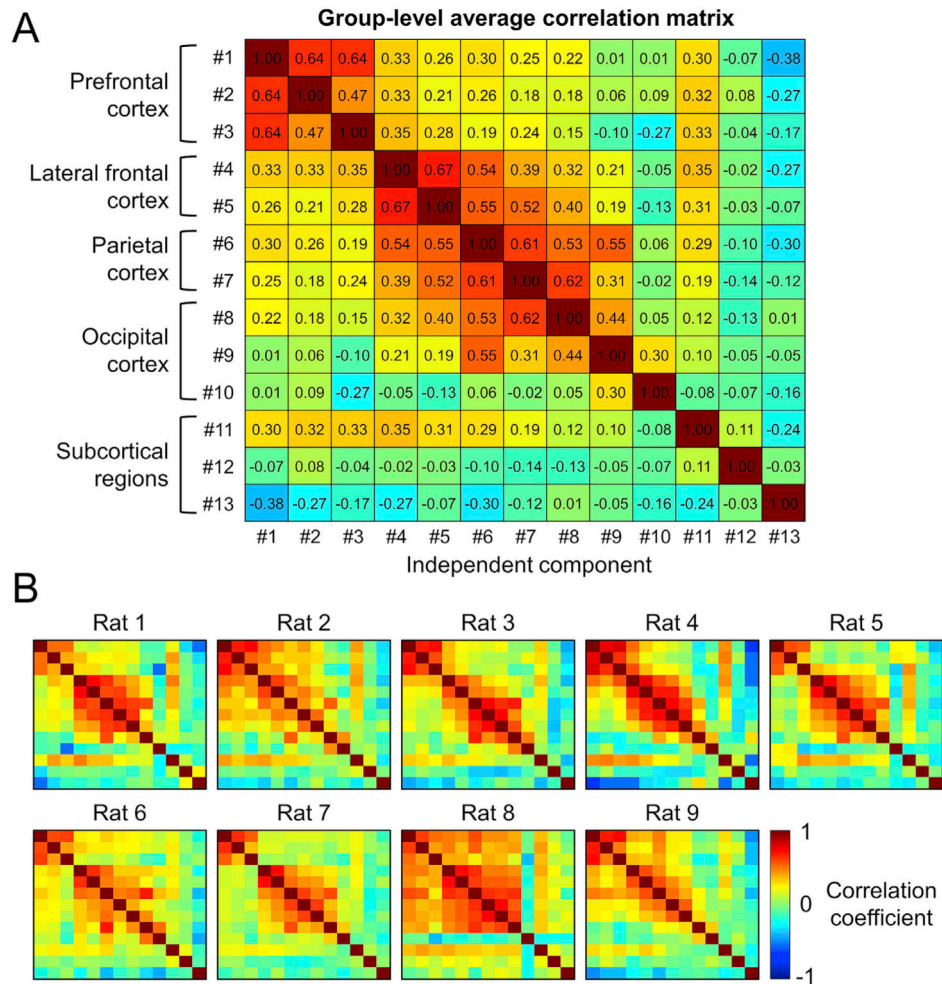 A
Group-level average correlation matrix
Prefrontal
cortex
Lateral frontal
cortex
Parietal
cortex
Occipital
cortex
Subcortical
regions
#1 1.00 0.64 0.64 0.33 0.26 0.30 0.25 0.22 0.01 0.01 0.30 -0.07 -0.38
#2 0.64 1.00 0.47 0.33 0.21 0.26 0.18 0.18 0.06 0.09 0.32 0.08 -0.27
#3 0.64 0.47 1.00 0.35 0.28 0.19 0.24 0.15 -0.10 -0.27 0.33 -0.04 -0.17
#4 0.33 0.33 0.35 1.00 0.67 0.54 0.39 0.32 0.21 -0.05 0.35 -0.02 -0.27
#5 0.26 0.21 0.28 0.67 1.00 0.55 0.52 0.40 0.19 -0.13 0.31 -0.03 -0.07
#6 0.30 0.26 0.19 0.54 0.55 1.00 0.61 0.53 0.55 0.06 0.29 -0.10 -0.30
#7 0.25 0.18 0.24 0.39 0.52 0.61 1.00 0.62 0.31 -0.02 0.19 -0.14 -0.12
#8 0.22 0.18 0.15 0.32 0.40 0.53 0.62 1.00 0.44 0.05 0.12 -0.13 0.01
#9 0.01 0.06 -0.10 0.21 0.19 0.55 0.31 0.44 1.00 0.30 0.10 -0.05 -0.05
#10 0.01 0.09 -0.27 -0.05 -0.13 0.06 -0.02 0.05 0.30 1.00 -0.08 -0.07 -0.16
#11 0.30 0.32 0.33 0.35 0.31 0.29 0.19 0.12 0.10 -0.08 1.00 0.11 -0.24
#12 -0.07 0.08 -0.04 -0.02 -0.03 -0.10 -0.14 -0.13 -0.05 -0.07 0.11 1.00 -0.03
#13 -0.38 -0.27 -0.17 -0.27 -0.07 -0.30 -0.12 0.01 -0.05 -0.16 -0.24 -0.03 1.00
#1 #2 #3 #4 #5 #6 #7 #8 #9 #10 #11 #12 #13
Independent component
B
Rat 1 Rat 2 Rat 3 Rat 4 Rat 5
Rat 6 Rat 7 Rat 8 Rat 9
1
0
-1
Correlation
coefficient